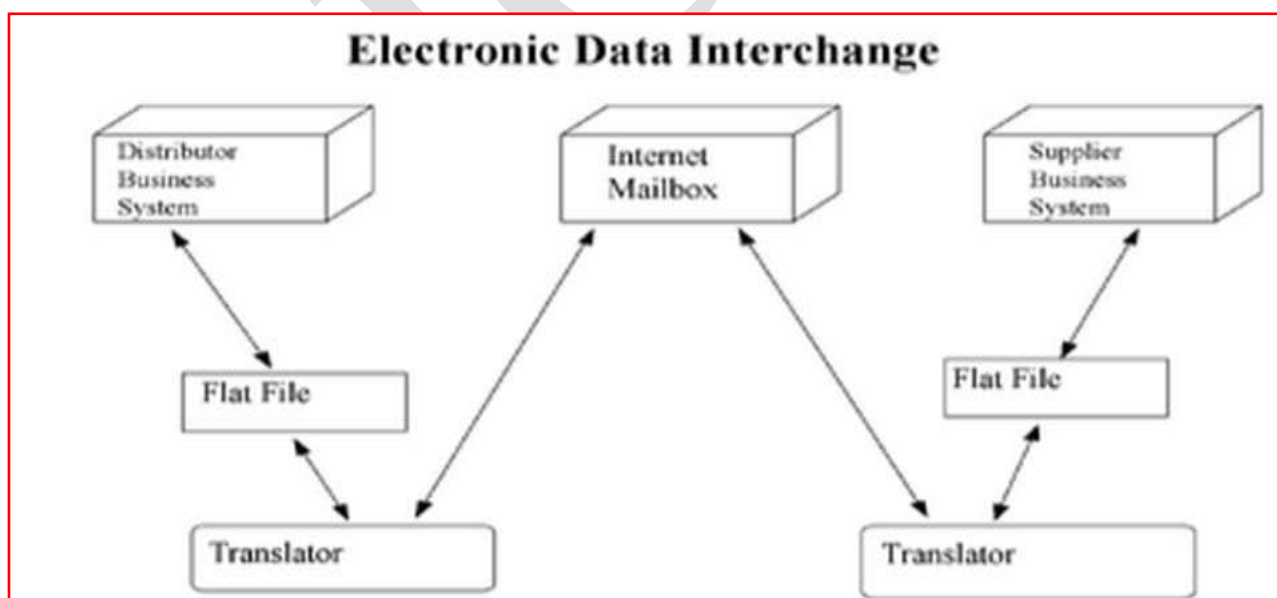 Electronic Data Interchange
Distributor
Business
System
Internet
Mailbox
Supplier
Business
System
Flat File
Flat File
Translator
Translator